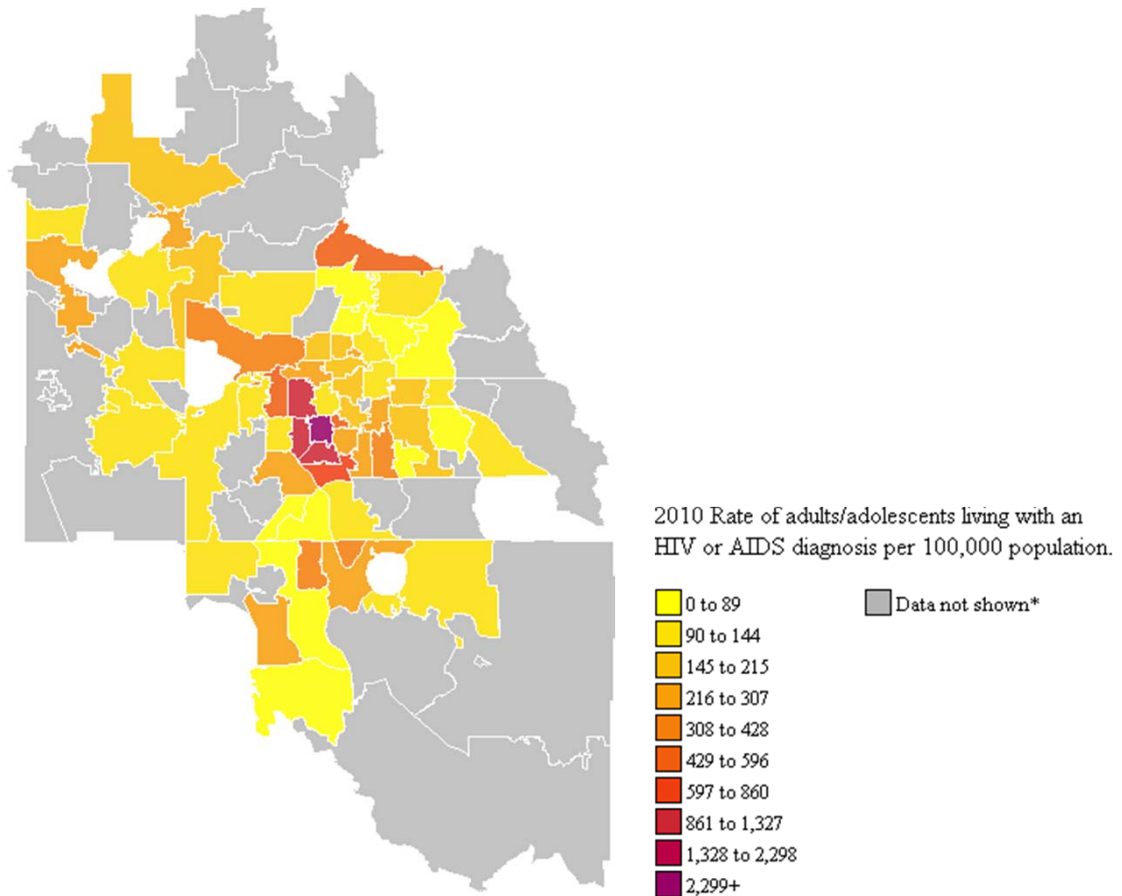 2010 Rate of adults/adolescents living with an
HIV or AIDS diagnosis per 100,000 population.
0 to 89
Data not shown*
90 to 144
145 to 215
216 to 307
308 to 428
429 to 596
597 to 860
861 to 1,327
1,328 to 2,298
2,299+